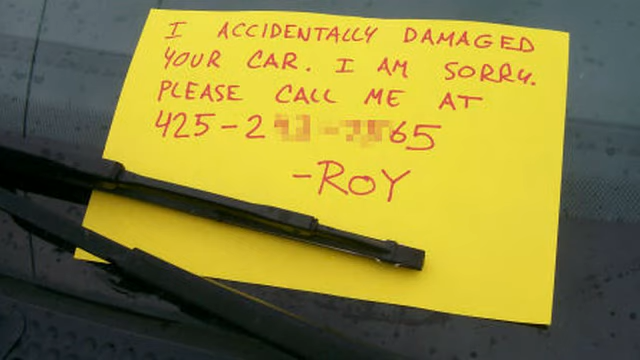 I ACCIDENTALLY DAMAGED
YOUR CAR. I AM SORRY.
PLEASE CALL ME AT
425-2
65
-ROY